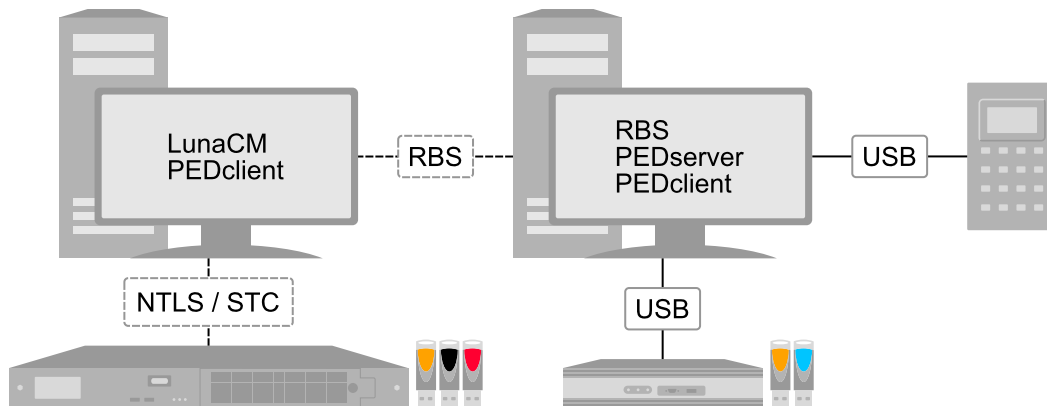 LunaCM
PEDclient
RBS
RBS
PEDserver
PEDclient
USB
NTLS / STC
USB